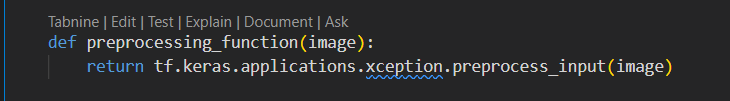 Tabnine | Edit | Test | Explain | Document | Ask
def preprocessing_function(image):
    return tf.keras.applications.xception.preprocess_input(image)